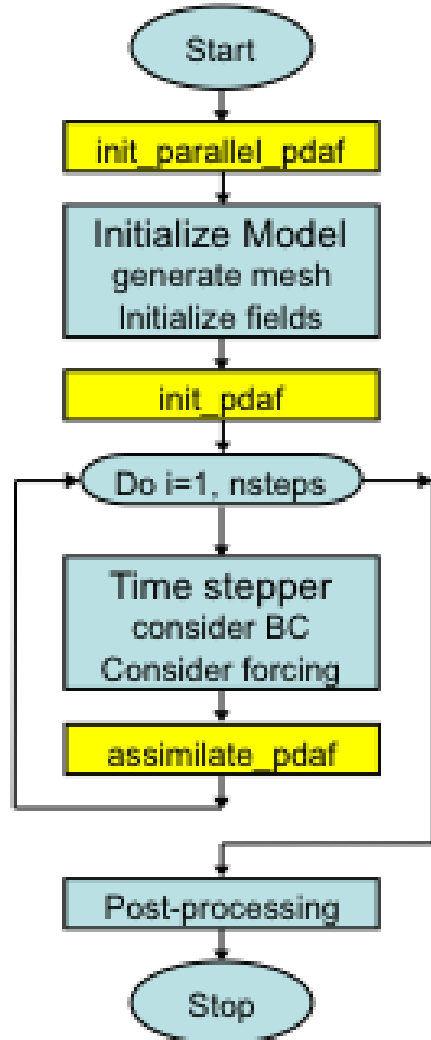 Start
init_parallel_pdaf
Initialize Model
generate mesh
Initialize fields
init_pdaf
Do i=1, nsteps
Time stepper
consider BC
Consider forcing
assimilate_pdaf
Post-processing
Stop